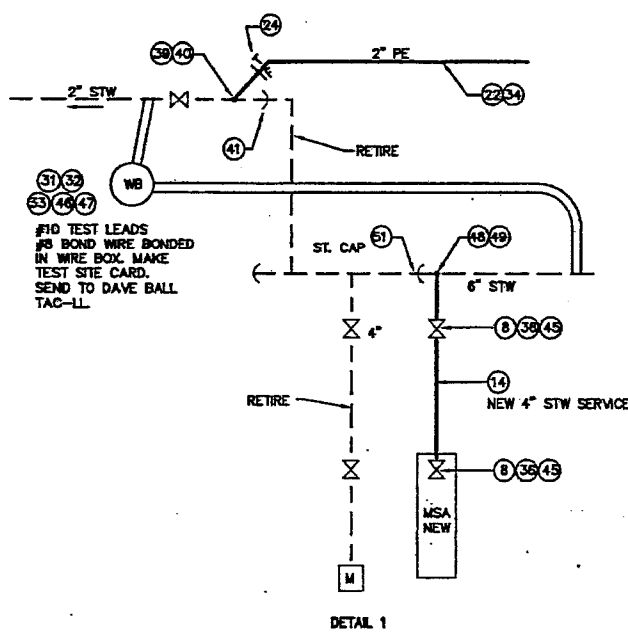 24
39 40
2" PE
2" STW
22 34
41
RETIRE
31 32
WB
33 46 47
#10 TEST LEADS
#8 BOND WIRE BONDED
IN WIRE BOX. MAKE
TEST SITE CARD.
SEND TO DAVE BALL
TAC-LL
ST. CAP
51
48 49
6" STW
4"
8 36 45
14
RETIRE
NEW 4" STW SERVICE
8 36 45
MSA
NEW
M
DETAIL 1